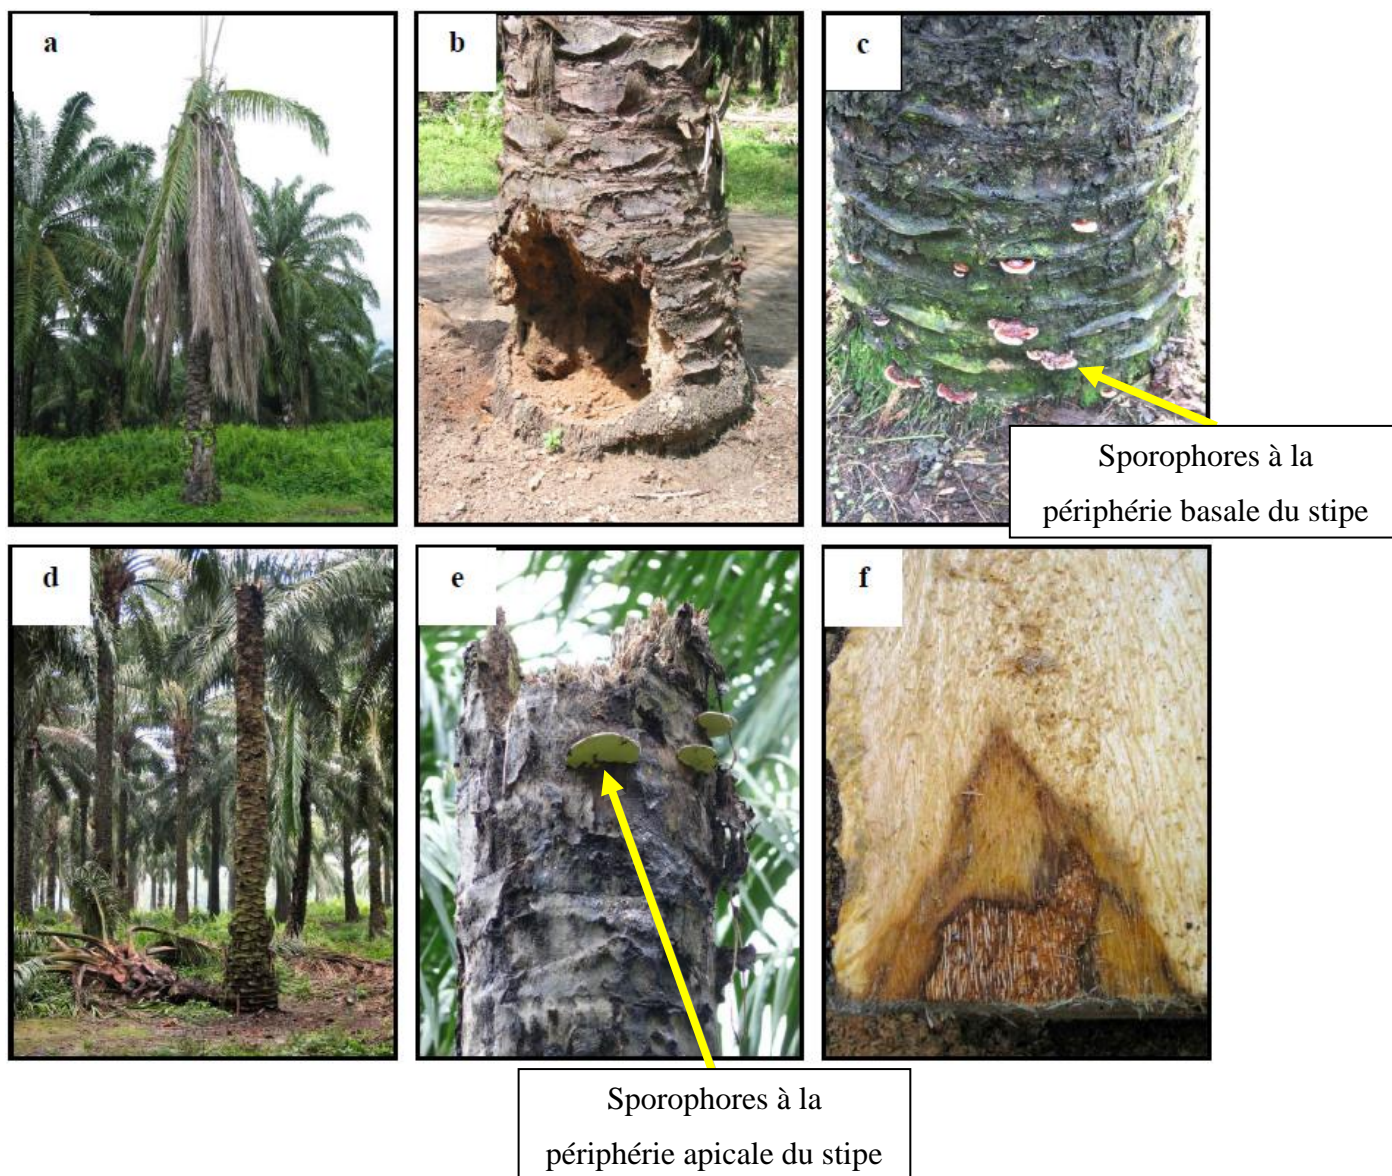 a
b
c
Sporophores à la
périphérie basale du stipe
d
e
f
Sporophores à la
périphérie apicale du stipe